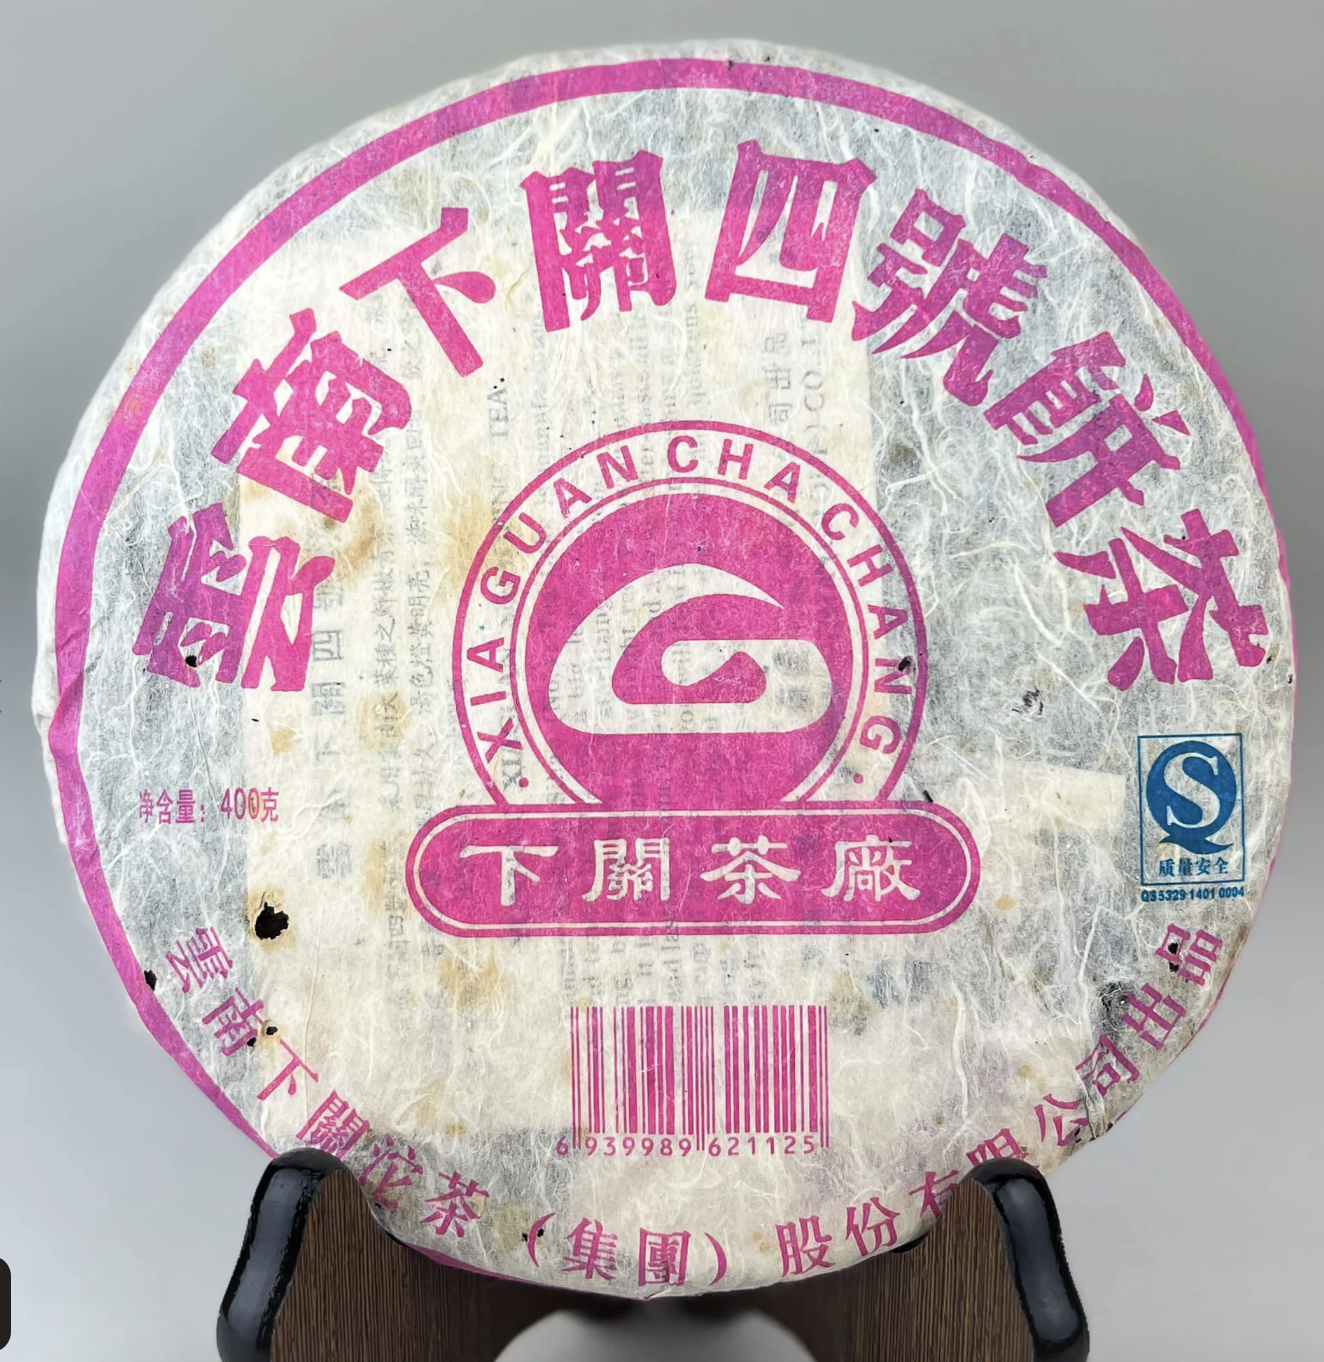 雲南下關四號餅茶
XIAGUANCHACHANG
下關茶廠
净含量：400克
质量安全
QS5329 1401 0004
6 939989 621125
雲南下關沱茶（集團）股份有限公司出品